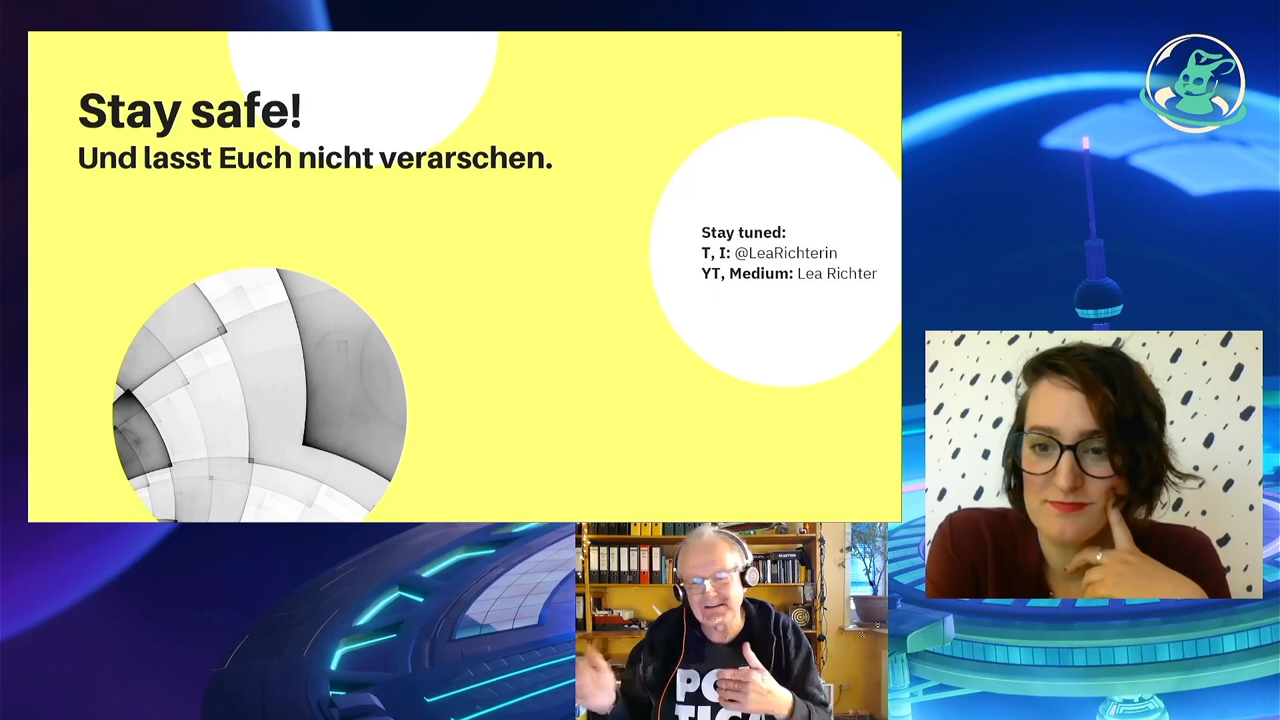 Stay safe!
Und lasst Euch nicht verarschen.
Stay tuned:
T, I: @LeaRichterin
YT, Medium: Lea Richter